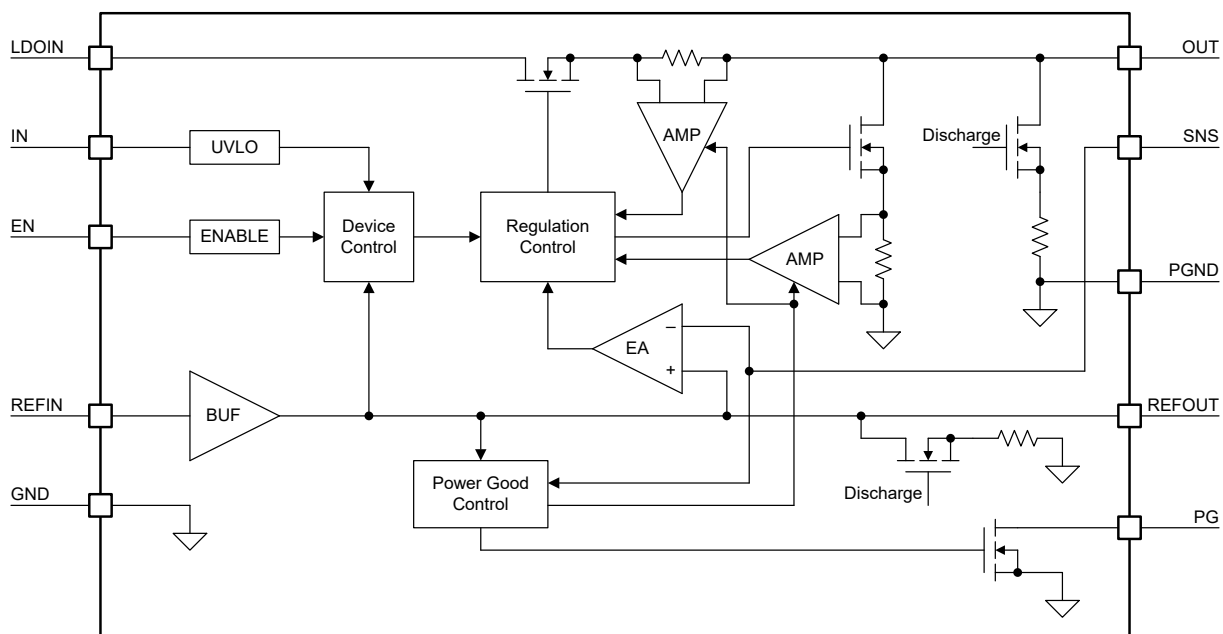 LDOIN
OUT
IN
UVLO
AMP
Discharge
SNS
EN
ENABLE
Device
Control
Regulation
Control
AMP
PGND
EA
–
+
REFIN
BUF
REFOUT
GND
Power Good
Control
Discharge
PG